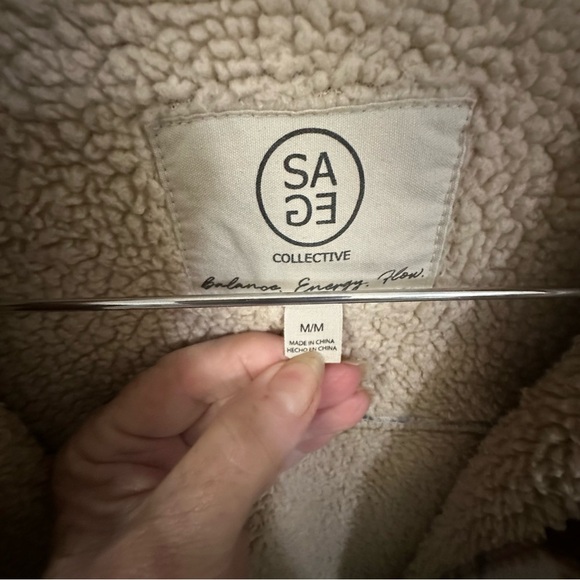 SA
GE
COLLECTIVE
Balance. Energy. Flow.
M/M
MADE IN CHINA
HECHO EN CHINA